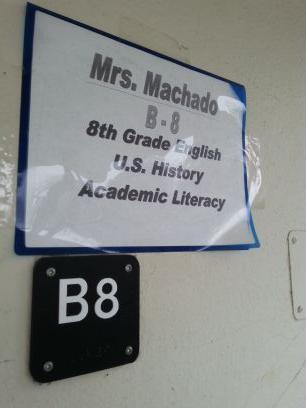 Mrs. Machado
B - 8
8th Grade English
U.S. History
Academic Literacy
B8